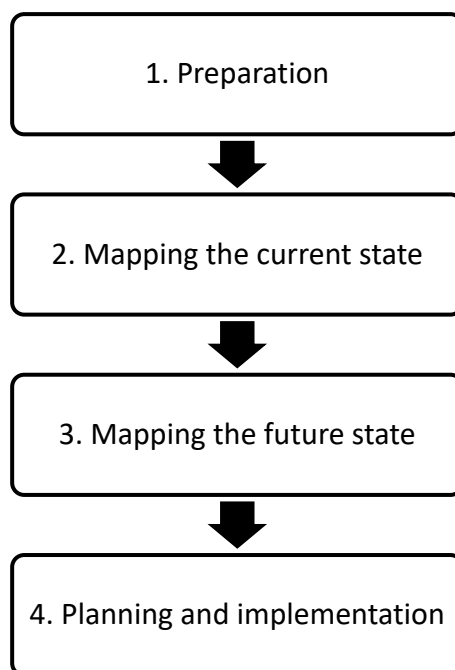 1. Preparation
2. Mapping the current state
3. Mapping the future state
4. Planning and implementation